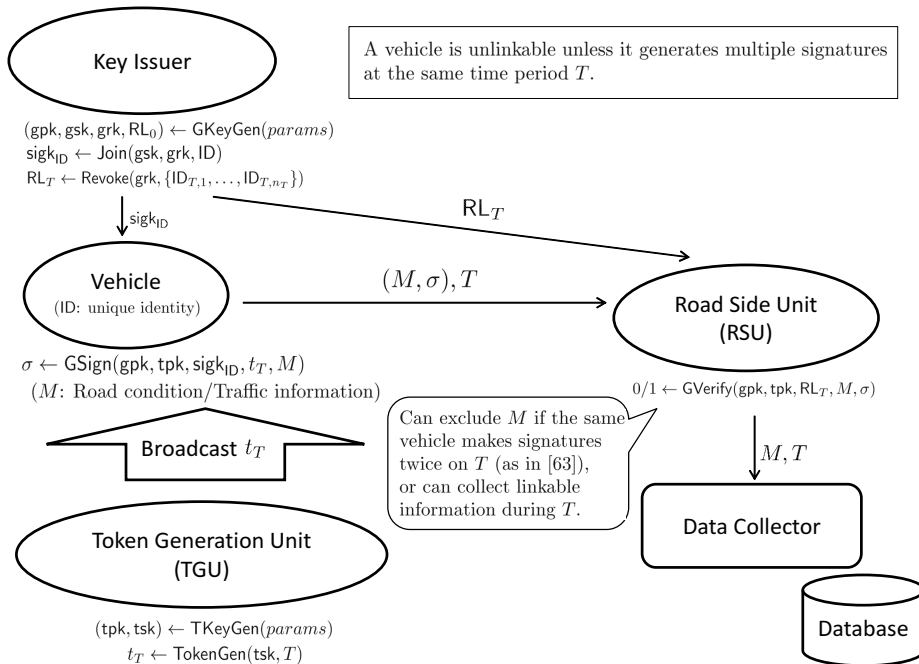 Key Issuer
A vehicle is unlinkable unless it generates multiple signatures
at the same time period T.
(gpk, gsk, grk, RL₀) ← GKeyGen(params)
sigk_ID ← Join(gsk, grk, ID)
RL_T ← Revoke(grk, {ID_{T,1}, . . . , ID_{T,n_T}})
sigk_ID
RL_T
Vehicle
(ID: unique identity)
(M, σ), T
Road Side Unit
(RSU)
σ ← GSign(gpk, tpk, sigk_ID, t_T, M)
(M: Road condition/Traffic information)
0/1 ← GVerify(gpk, tpk, RL_T, M, σ)
Can exclude M if the same
vehicle makes signatures
twice on T (as in [63]),
or can collect linkable
information during T.
Broadcast t_T
M, T
Data Collector
Token Generation Unit
(TGU)
(tpk, tsk) ← TKeyGen(params)
t_T ← TokenGen(tsk, T)
Database